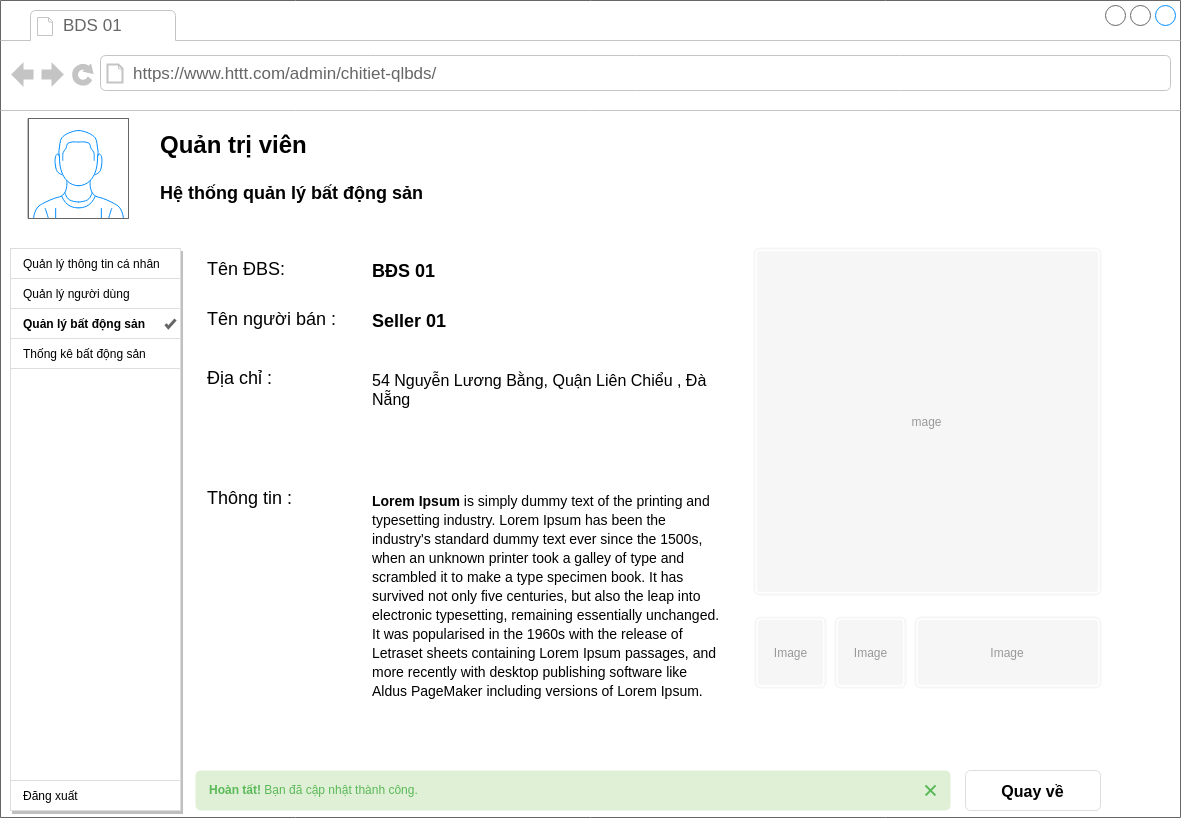 BDS 01
https://www.httt.com/admin/chitiet-qlbds/
Quản trị viên
Hệ thống quản lý bất động sản
Quản lý thông tin cá nhân
Quản lý người dùng
Quản lý bất động sản
Thống kê bất động sản
Đăng xuất
Tên ĐBS:
BĐS 01
Tên người bán :
Seller 01
Địa chỉ :
54 Nguyễn Lương Bằng, Quận Liên Chiểu , Đà
Nẵng
Thông tin :
Lorem Ipsum is simply dummy text of the printing and
typesetting industry. Lorem Ipsum has been the
industry's standard dummy text ever since the 1500s,
when an unknown printer took a galley of type and
scrambled it to make a type specimen book. It has
survived not only five centuries, but also the leap into
electronic typesetting, remaining essentially unchanged.
It was popularised in the 1960s with the release of
Letraset sheets containing Lorem Ipsum passages, and
more recently with desktop publishing software like
Aldus PageMaker including versions of Lorem Ipsum.
mage
Image
Image
Image
Hoàn tất! Bạn đã cập nhật thành công.
Quay về